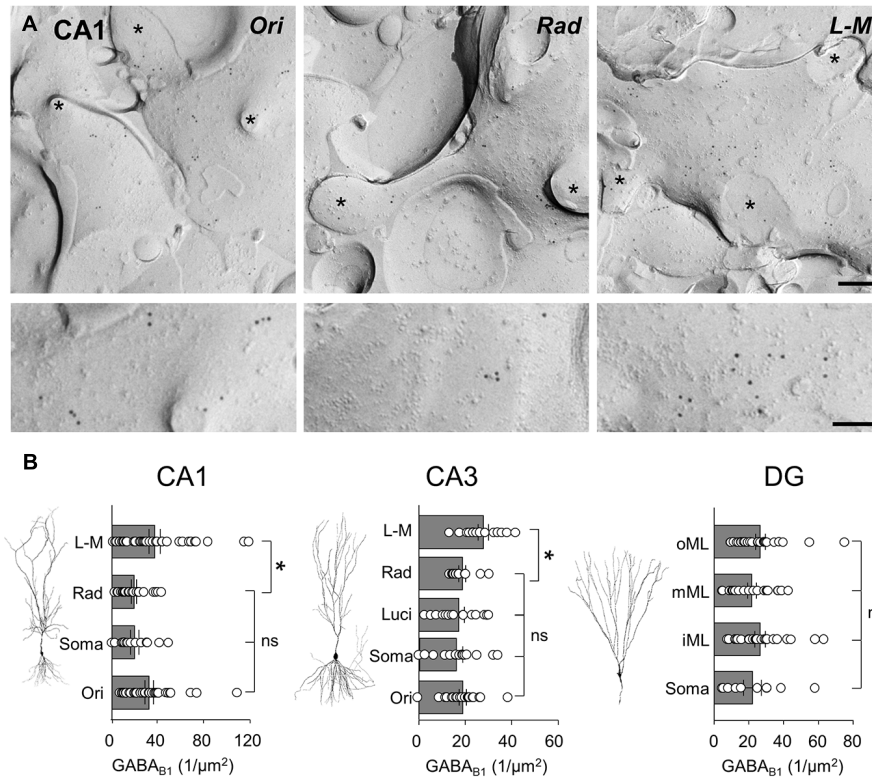 A CA1 * Ori
* *
Rad
* *
L-M
* * *
B
CA1 CA3 DG
L-M
Rad
Soma
Ori
*
ns
0 40 80 120
GABAB1 (1/µm²)
L-M
Rad
Luci
Soma
Ori
*
ns
0 20 40 60
GABAB1 (1/µm²)
oML
mML
iML
Soma
0 20 40 60 80
GABAB1 (1/µm²)